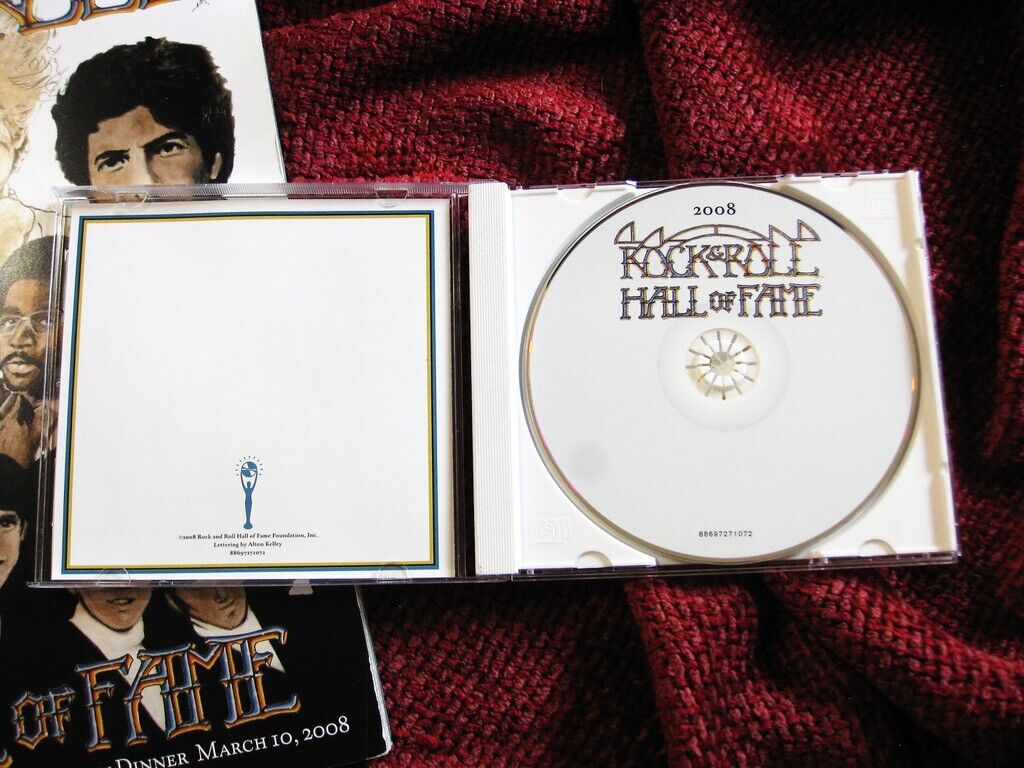 2008
ROCK & ROLL
HALL OF FAME
88697271072
©2008 Rock and Roll Hall of Fame Foundation, Inc.
Lettering by Alton Kelley
88697271072
OF FAME
DINNER MARCH 10, 2008